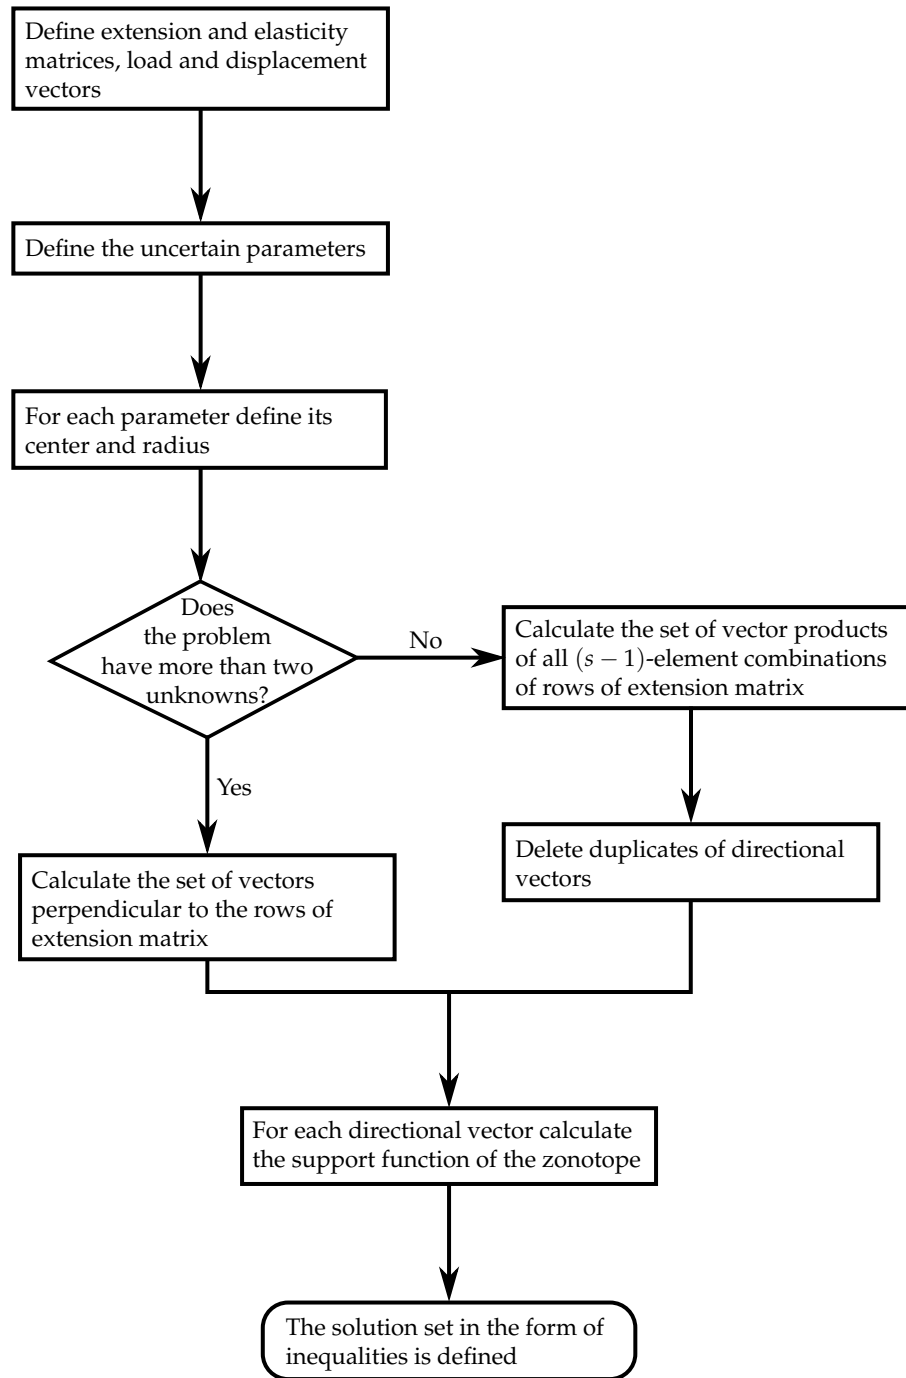 Define extension and elasticity
matrices, load and displacement
vectors
Define the uncertain parameters
For each parameter define its
center and radius
Does
the problem
have more than two
unknowns?
No
Calculate the set of vector products
of all (s − 1)-element combinations
of rows of extension matrix
Yes
Delete duplicates of directional
vectors
Calculate the set of vectors
perpendicular to the rows of
extension matrix
For each directional vector calculate
the support function of the zonotope
The solution set in the form of
inequalities is defined